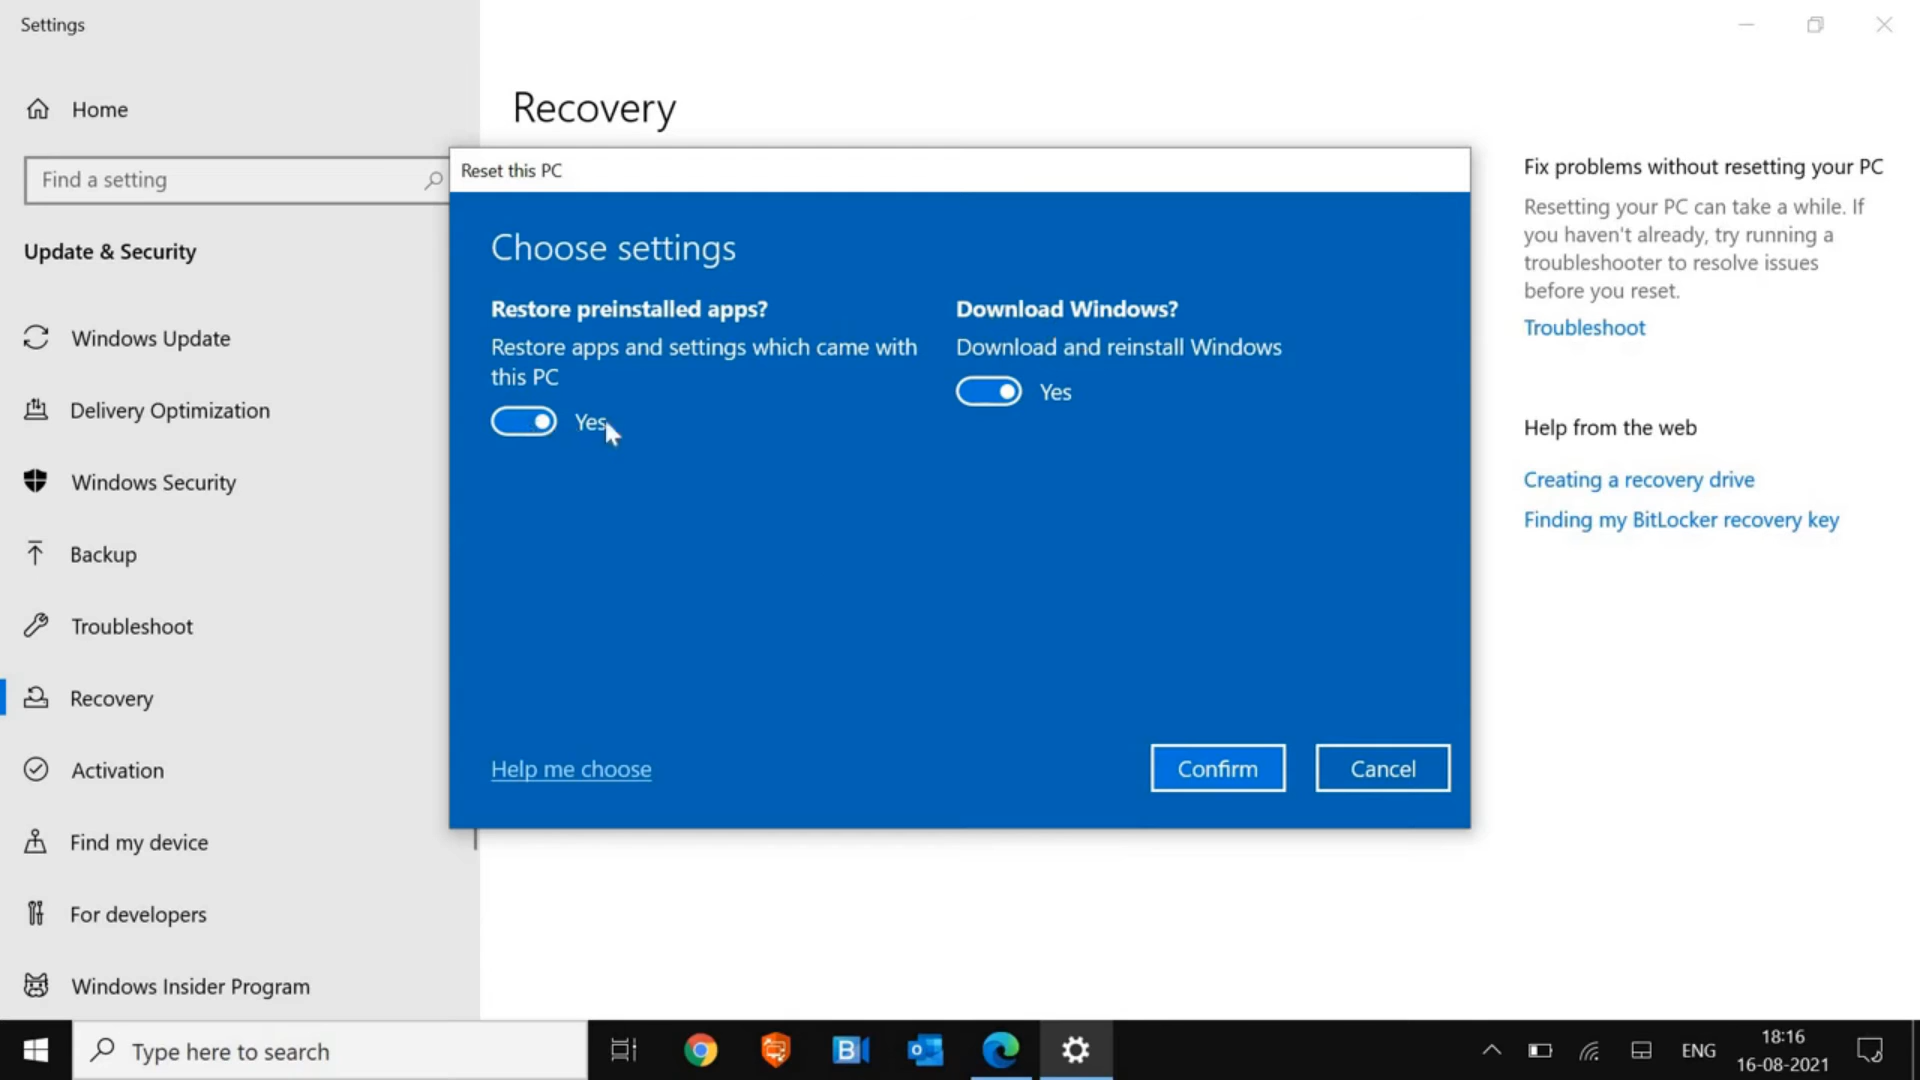 Settings
Home
Find a setting
Update & Security
Windows Update
Delivery Optimization
Windows Security
Backup
Troubleshoot
Recovery
Activation
Find my device
For developers
Windows Insider Program
Recovery
Reset this PC
Choose settings
Restore preinstalled apps?
Restore apps and settings which came with
this PC
Yes
Download Windows?
Download and reinstall Windows
Yes
Help me choose
Confirm
Cancel
Fix problems without resetting your PC
Resetting your PC can take a while. If
you haven't already, try running a
troubleshooter to resolve issues
before you reset.
Troubleshoot
Help from the web
Creating a recovery drive
Finding my BitLocker recovery key
Type here to search
B
o
ENG
18:16
16-08-2021